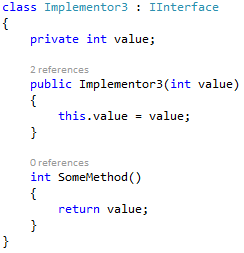 class Implementor3 : IInterface
{
    private int value;

    2 references
    public Implementor3(int value)
    {
        this.value = value;
    }

    0 references
    int SomeMethod()
    {
        return value;
    }
}